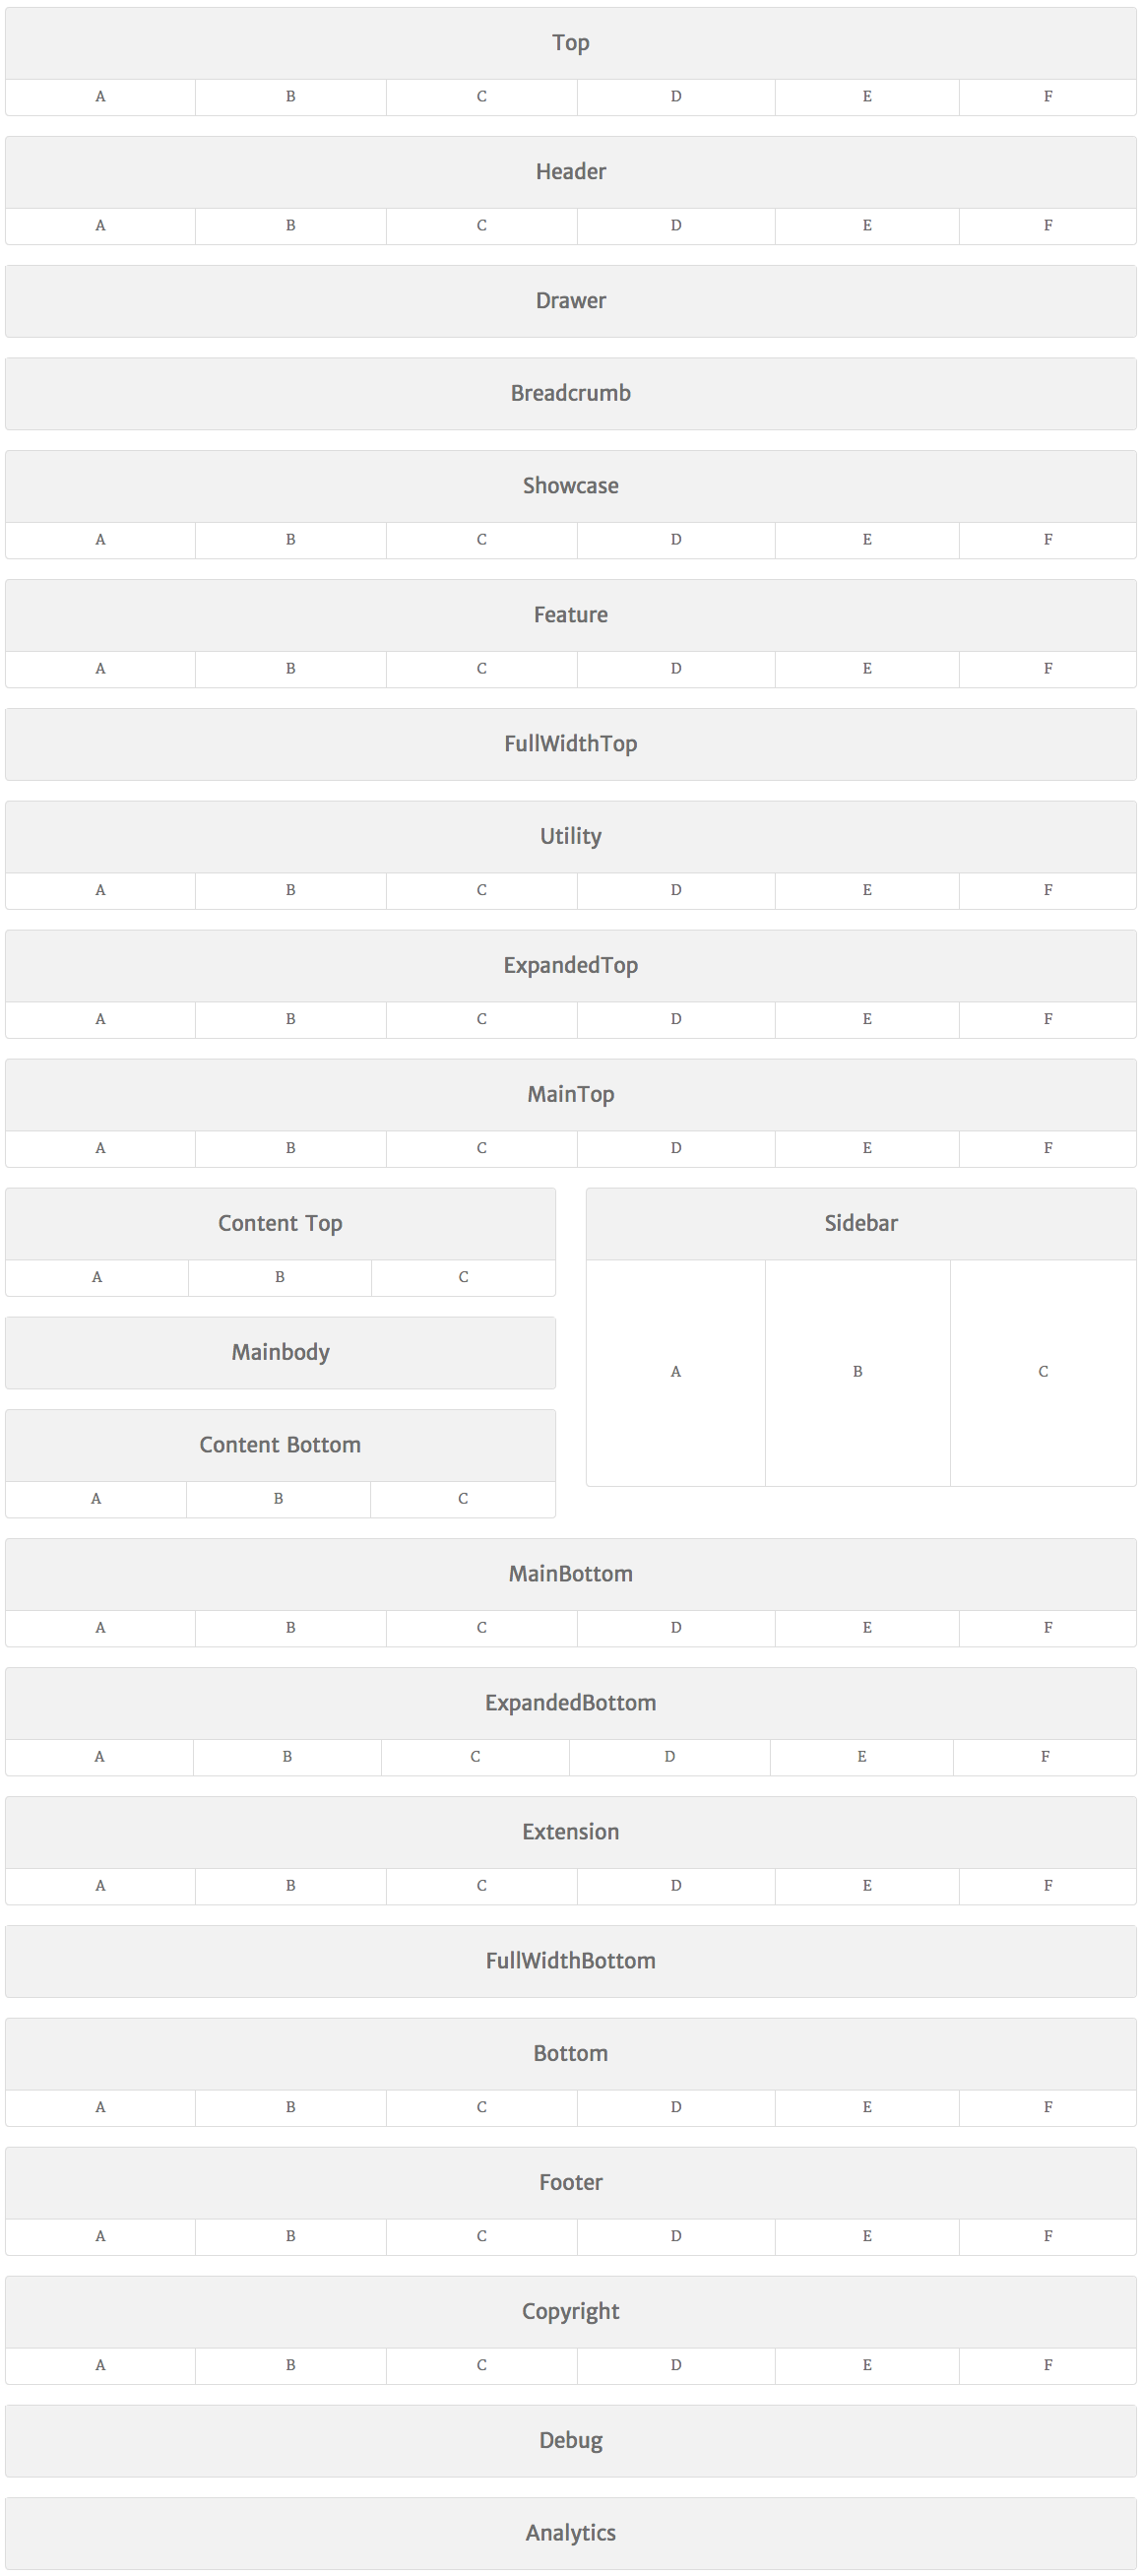 Top
A B C D E F
Header
A B C D E F
Drawer
Breadcrumb
Showcase
A B C D E F
Feature
A B C D E F
FullWidthTop
Utility
A B C D E F
ExpandedTop
A B C D E F
MainTop
A B C D E F
Content Top
A B C
Mainbody
Content Bottom
A B C
Sidebar
A B C
MainBottom
A B C D E F
ExpandedBottom
A B C D E F
Extension
A B C D E F
FullWidthBottom
Bottom
A B C D E F
Footer
A B C D E F
Copyright
A B C D E F
Debug
Analytics